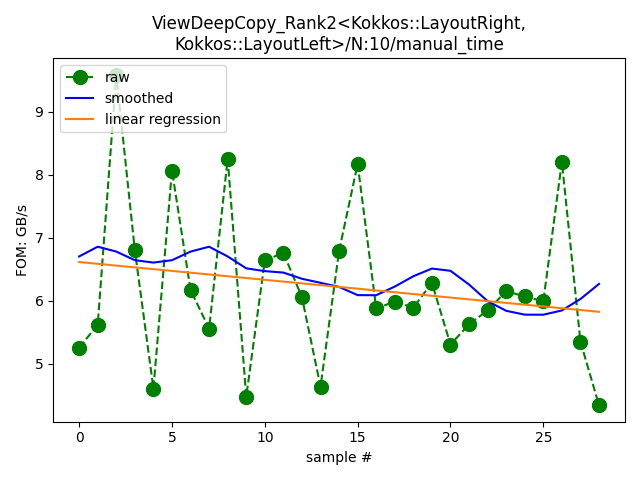 ViewDeepCopy_Rank2<Kokkos::LayoutRight,
Kokkos::LayoutLeft>/N:10/manual_time
raw
smoothed
linear regression
FOM: GB/s
9
8
7
6
5
0 5 10 15 20 25
sample #